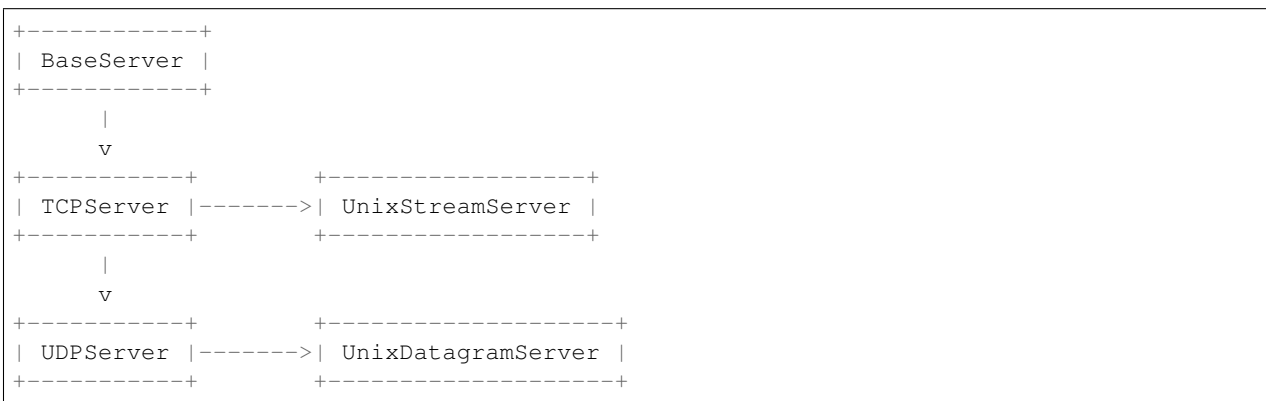 +------------+
| BaseServer |
+------------+
      |
      v
+-----------+        +------------------+
| TCPServer |------->| UnixStreamServer |
+-----------+        +------------------+
      |
      v
+-----------+        +--------------------+
| UDPServer |------->| UnixDatagramServer |
+-----------+        +--------------------+